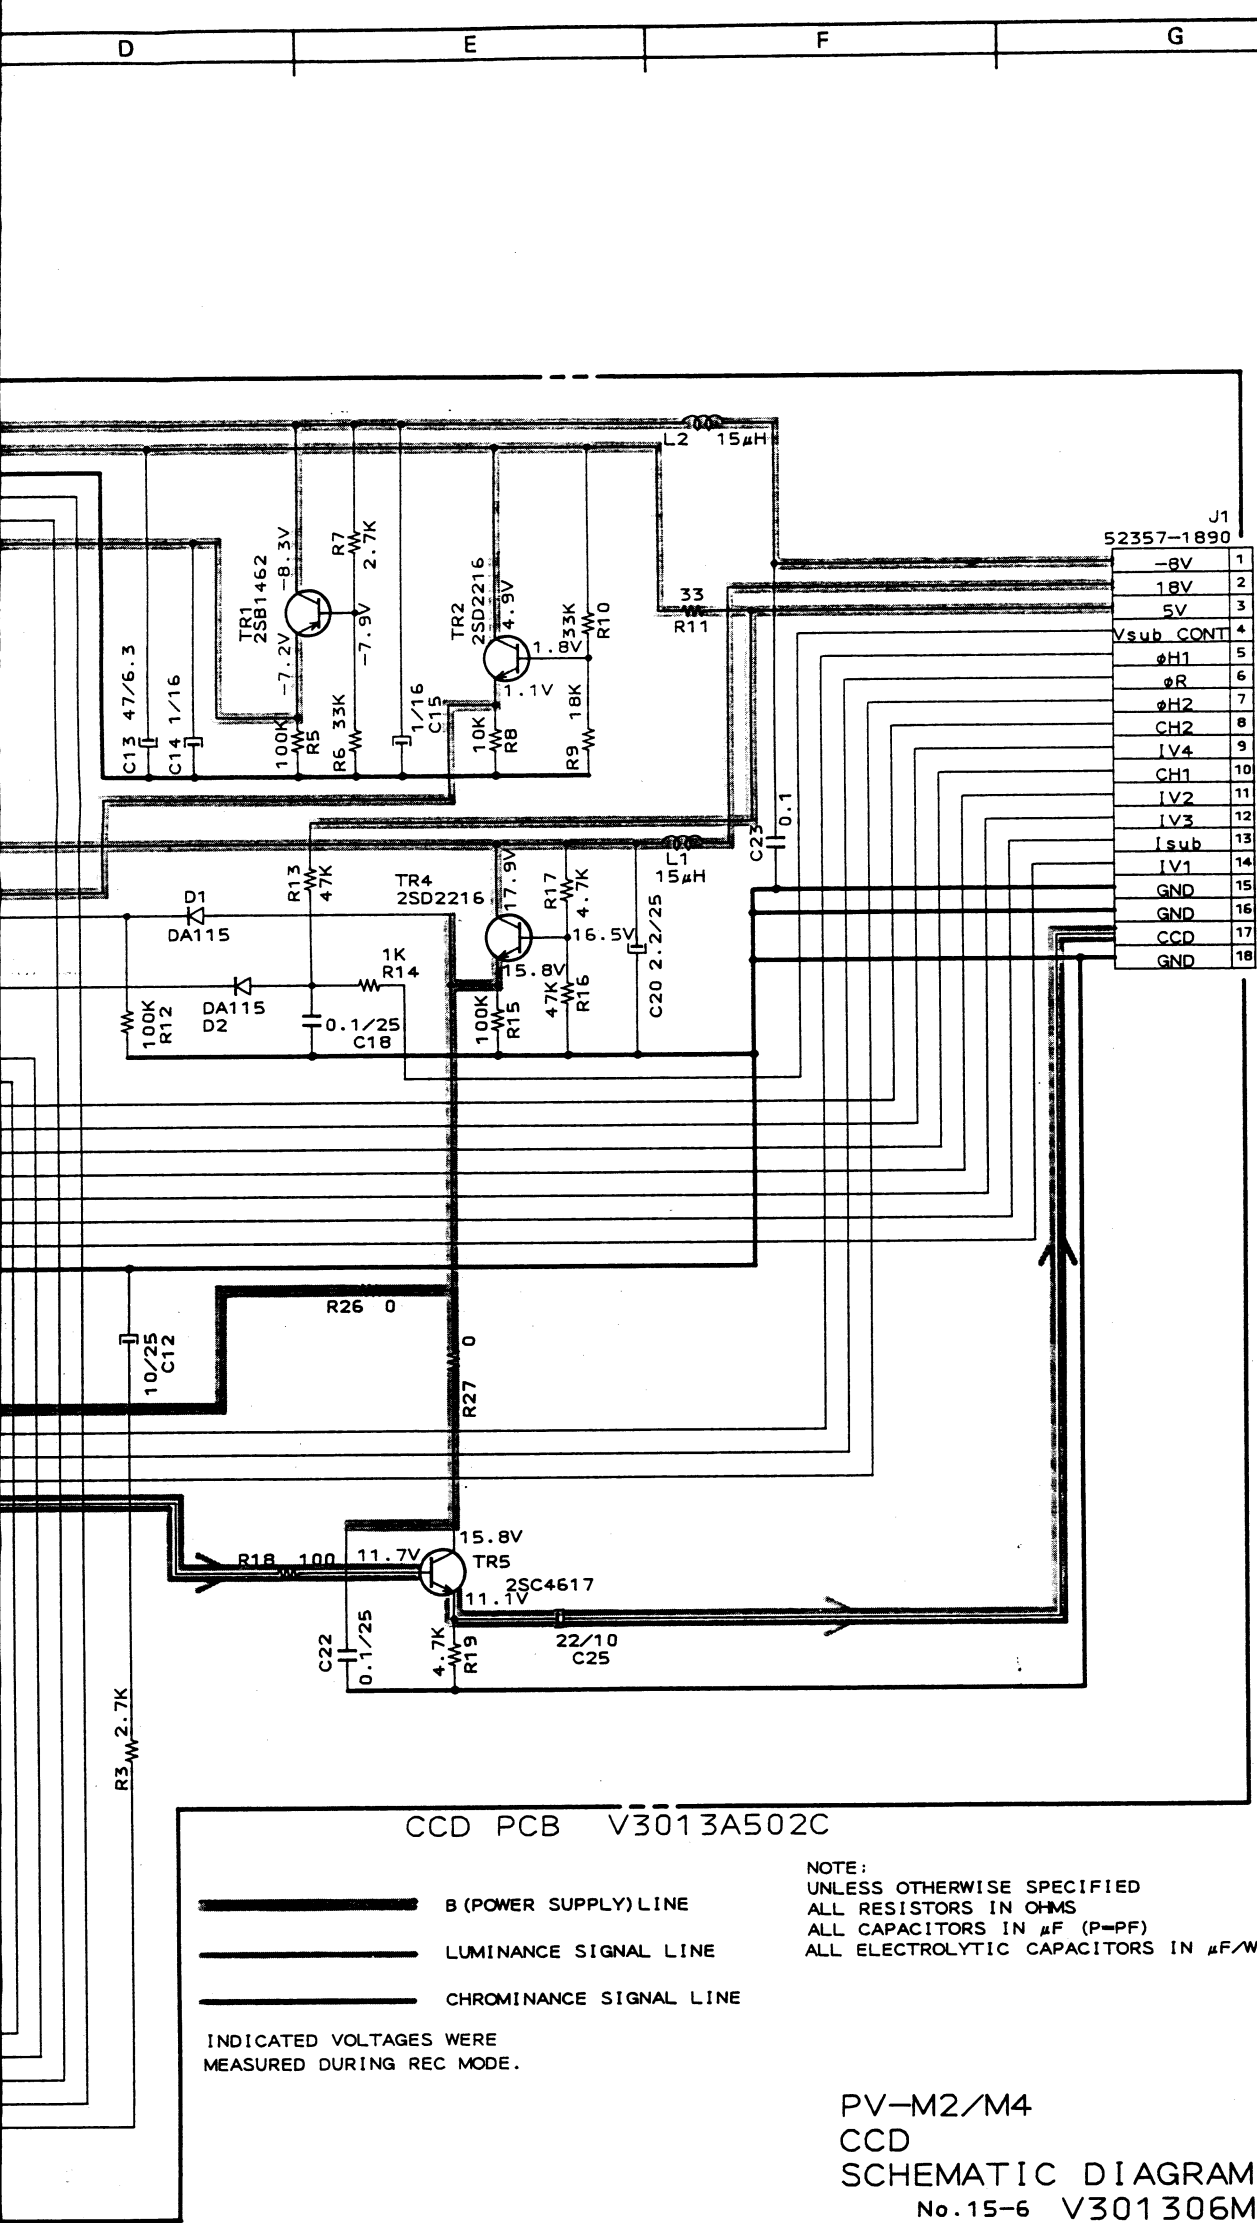 D E F G
L2 15μH
J1
52357-1890
-8V 1
18V 2
5V 3
Vsub CONT 4
øH1 5
øR 6
øH2 7
CH2 8
IV4 9
CH1 10
IV2 11
IV3 12
Isub 13
IV1 14
GND 15
GND 16
CCD 17
GND 18
TR1
2SB1462
-8.3V
-7.2V
-7.9V
R7
2.7K
TR2
2SD2216
4.9V
1.8V
1.1V
33K
R10
33
R11
C13 47/6.3
C14 1/16
100K
R5
R6 33K
1/16
C15
10K
R8
R9 18K
C23
0.1
L1
15μH
R13
47K
TR4
2SD2216
17.9V
R17
4.7K
16.5V
15.8V
C20 2.2/25
D1
DA115
1K
R14
DA115
D2
100K
R12
0.1/25
C18
100K
R15
47K
R16
R26 0
10/25
C12
0
R27
15.8V
R18 100
11.7V
TR5
2SC4617
11.1V
22/10
C25
C22
0.1/25
4.7K
R19
R3 2.7K
CCD PCB V3013A502C
B (POWER SUPPLY) LINE
LUMINANCE SIGNAL LINE
CHROMINANCE SIGNAL LINE
INDICATED VOLTAGES WERE
MEASURED DURING REC MODE.
NOTE:
UNLESS OTHERWISE SPECIFIED
ALL RESISTORS IN OHMS
ALL CAPACITORS IN μF (P=PF)
ALL ELECTROLYTIC CAPACITORS IN μF/W
PV-M2/M4
CCD
SCHEMATIC DIAGRAM
No.15-6 V301306M